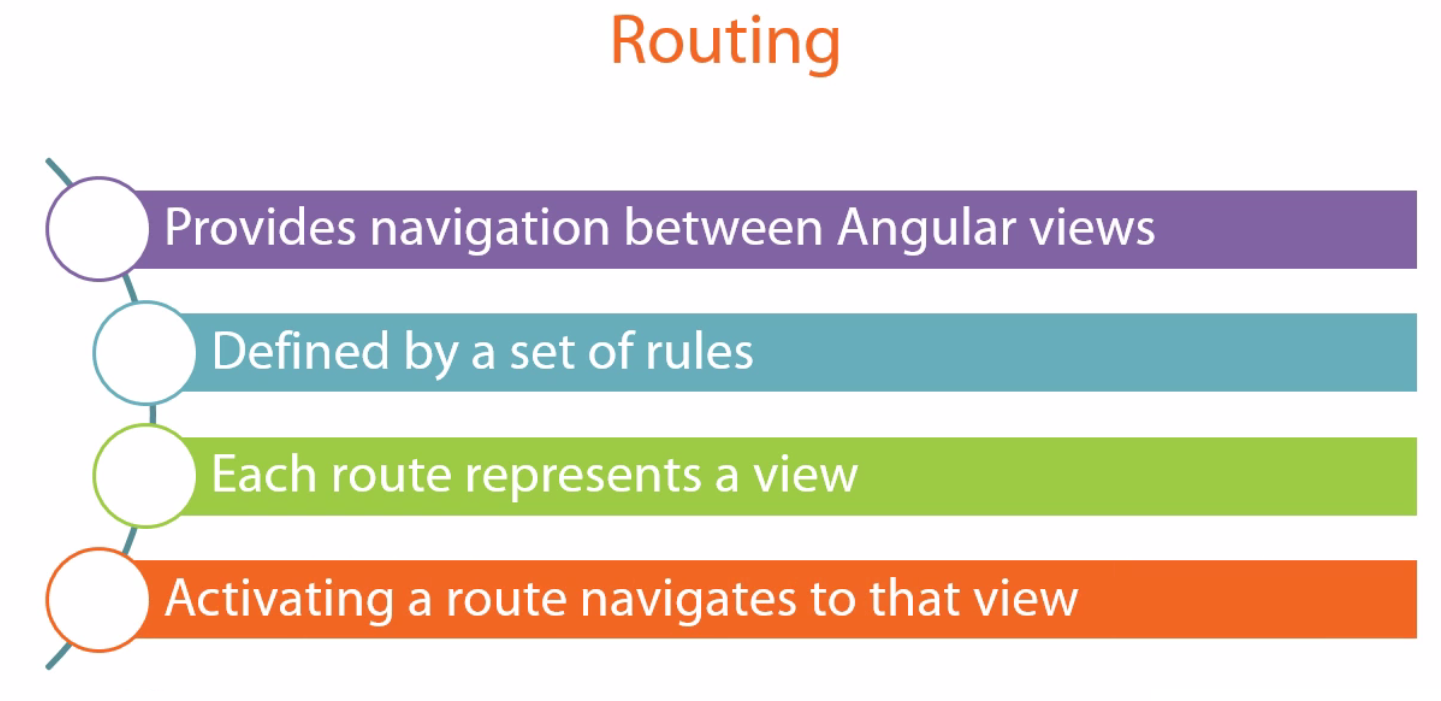 Routing
Provides navigation between Angular views
Defined by a set of rules
Each route represents a view
Activating a route navigates to that view